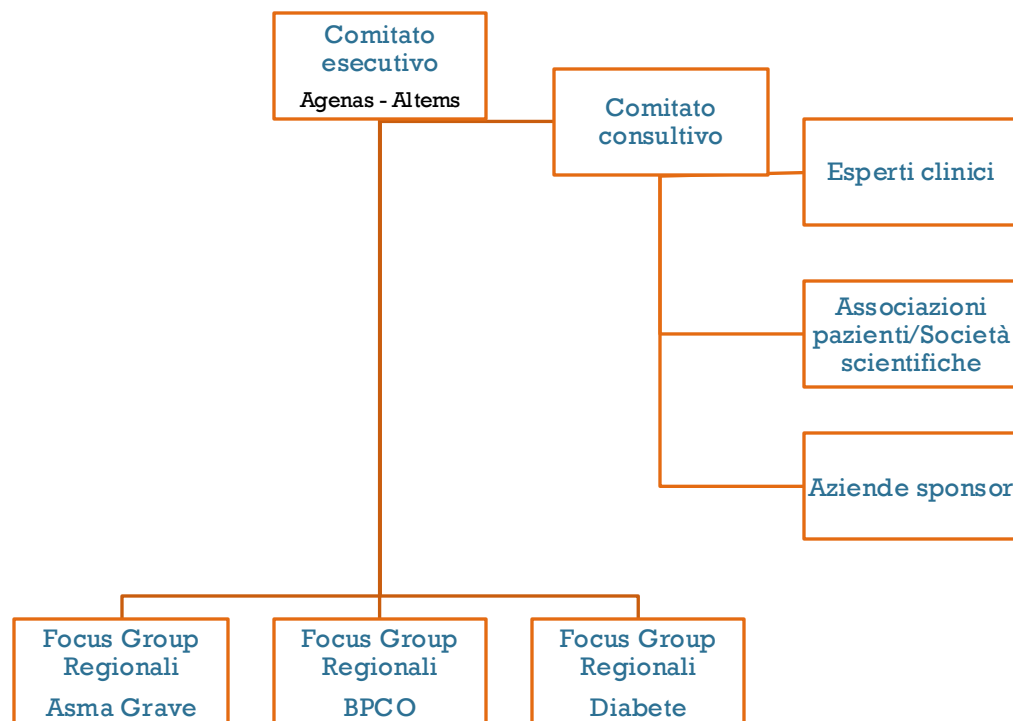 Comitato
esecutivo
Agenas - Altems
Comitato
consultivo
Esperti clinici
Associazioni
pazienti/Società
scientifiche
Aziende sponsor
Focus Group
Regionali
Asma Grave
Focus Group
Regionali
BPCO
Focus Group
Regionali
Diabete